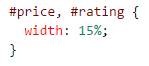 #price, #rating {
  width: 15%;
}